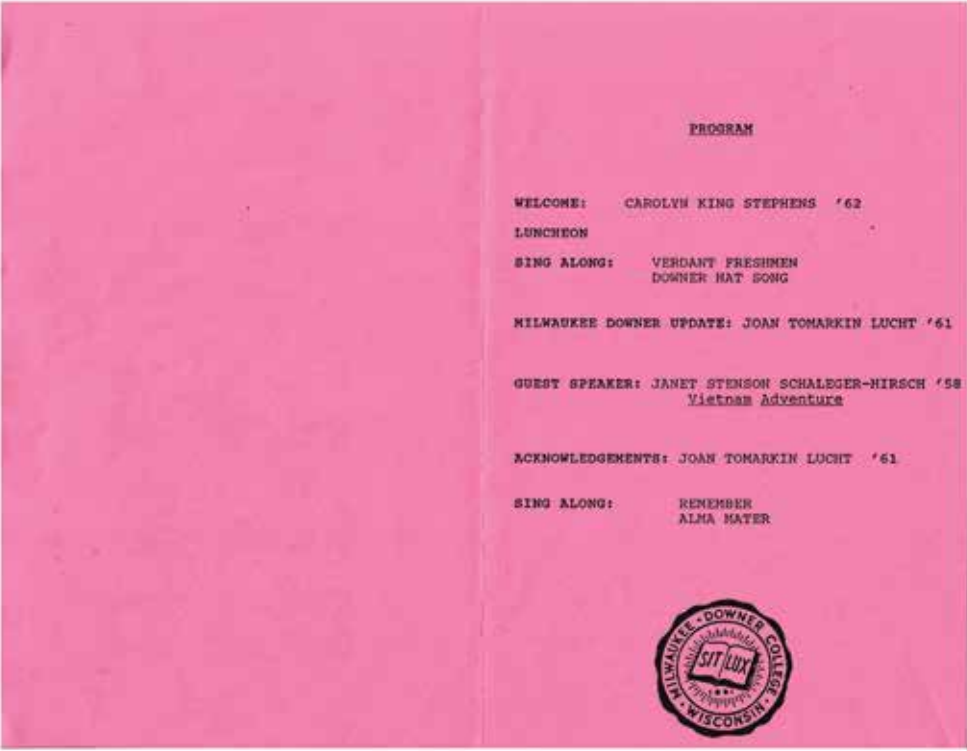 PROGRAM
WELCOME: CAROLYN KING STEPHENS '62
LUNCHEON
SING ALONG: VERDANT FRESHMEN
DOWNER HAT SONG
MILWAUKEE DOWNER UPDATE: JOAN TOMARKIN LUCHT '61
GUEST SPEAKER: JANET STENSON SCHALEGER-HIRSCH '58
Vietnam Adventure
ACKNOWLEDGEMENTS: JOAN TOMARKIN LUCHT '61
SING ALONG: REMEMBER
ALMA MATER
MILWAUKEE · DOWNER COLLEGE · WISCONSIN ·
SIT LUX